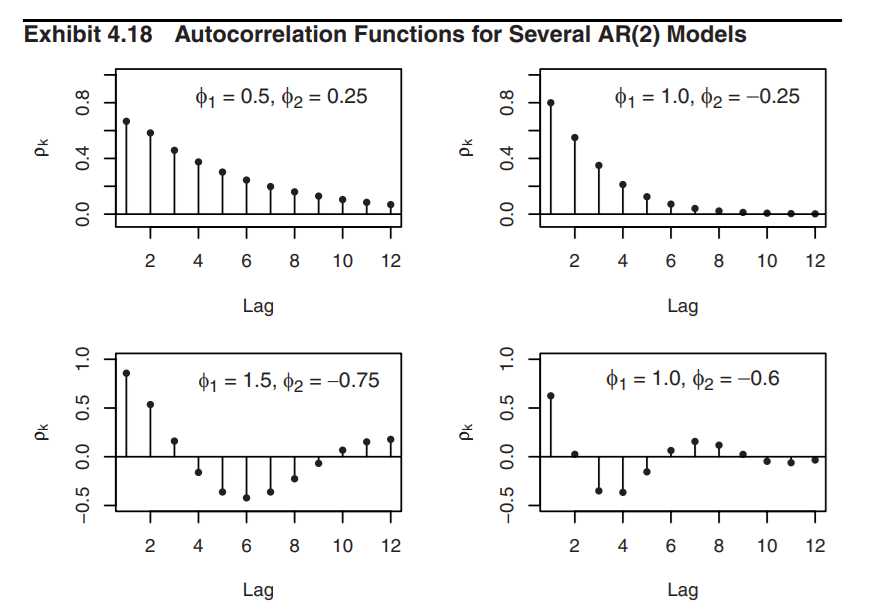 Exhibit 4.18 Autocorrelation Functions for Several AR(2) Models
ϕ1 = 0.5, ϕ2 = 0.25
ρk
0.8
0.4
0.0
2 4 6 8 10 12
Lag
ϕ1 = 1.0, ϕ2 = −0.25
ρk
0.8
0.4
0.0
2 4 6 8 10 12
Lag
ϕ1 = 1.5, ϕ2 = −0.75
ρk
1.0
0.5
0.0
−0.5
2 4 6 8 10 12
Lag
ϕ1 = 1.0, ϕ2 = −0.6
ρk
1.0
0.5
0.0
−0.5
2 4 6 8 10 12
Lag